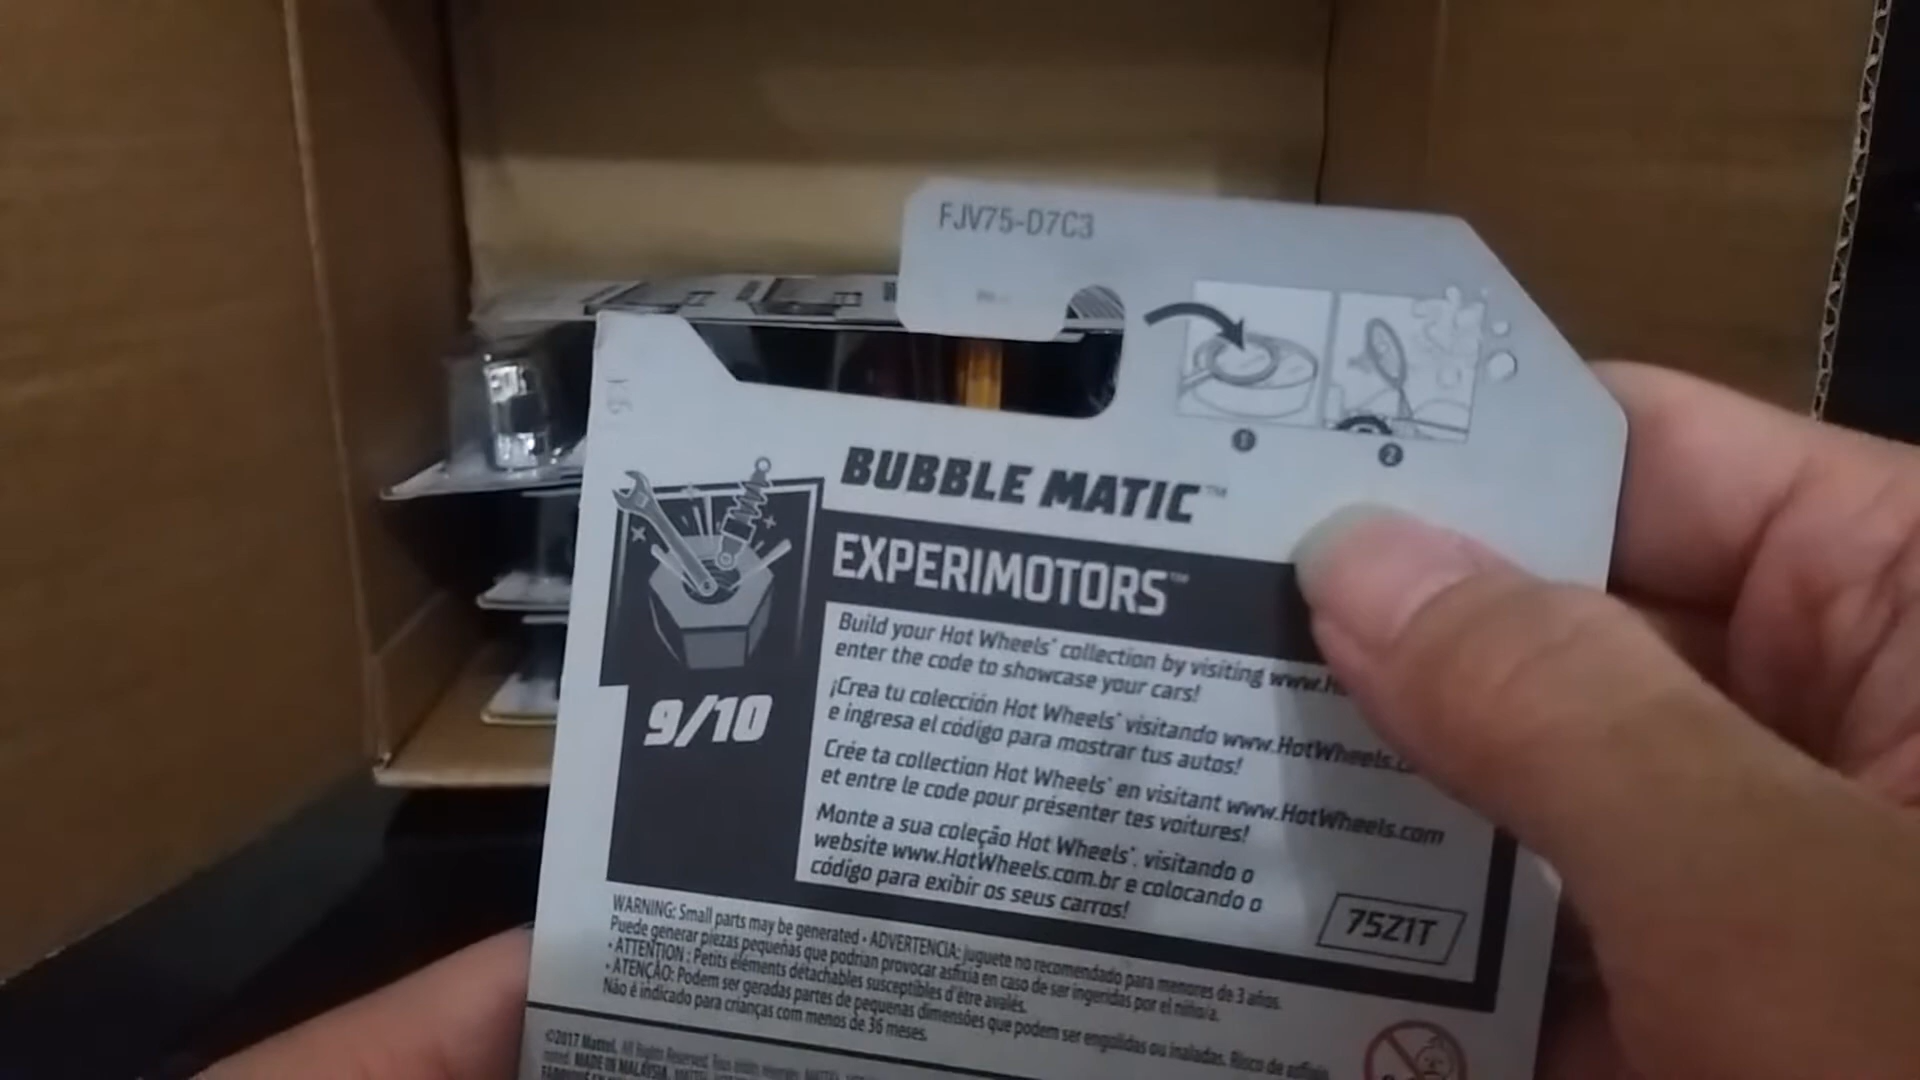 FJV75-D7C3
1
2
BUBBLE MATIC™
EXPERIMOTORS™
Build your Hot Wheels® collection by visiting
enter the code to showcase your cars!
¡Crea tu colección Hot Wheels® visitando www.HotWheels.
e ingresa el código para mostrar tus autos!
Crée ta collection Hot Wheels® en visitant www.HotWheels.com
et entre le code pour présenter tes voitures!
Monte a sua coleção Hot Wheels®, visitando o
website www.HotWheels.com.br e colocando o
código para exibir os seus carros!
9/10
75Z1T
WARNING: Small parts may be generated • ADVERTENCIA: juguete no recomendado para menores de 3 años.
Puede generar piezas pequeñas que podrían provocar asfixia en caso de ser ingeridas por el niño/a.
• ATTENTION : Petits éléments détachables susceptibles d'être avalés.
• ATENÇÃO: Podem ser geradas partes de pequenas dimensões que podem ser engolidas ou inaladas. Risco de asfixia.
Não é indicado para crianças com menos de 36 meses.
©2017 Mattel. All Rights Reserved.
MADE IN MALAYSIA.